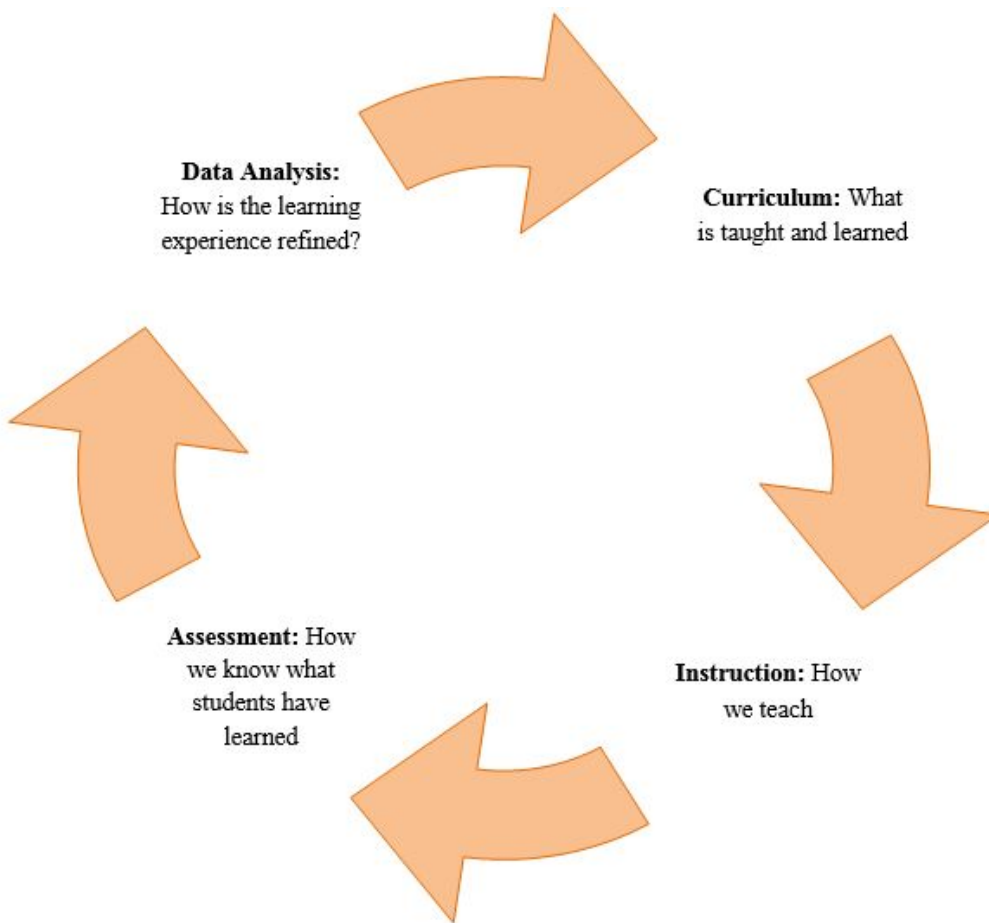 Data Analysis:
How is the learning
experience refined?
Curriculum: What
is taught and learned
Instruction: How
we teach
Assessment: How
we know what
students have
learned